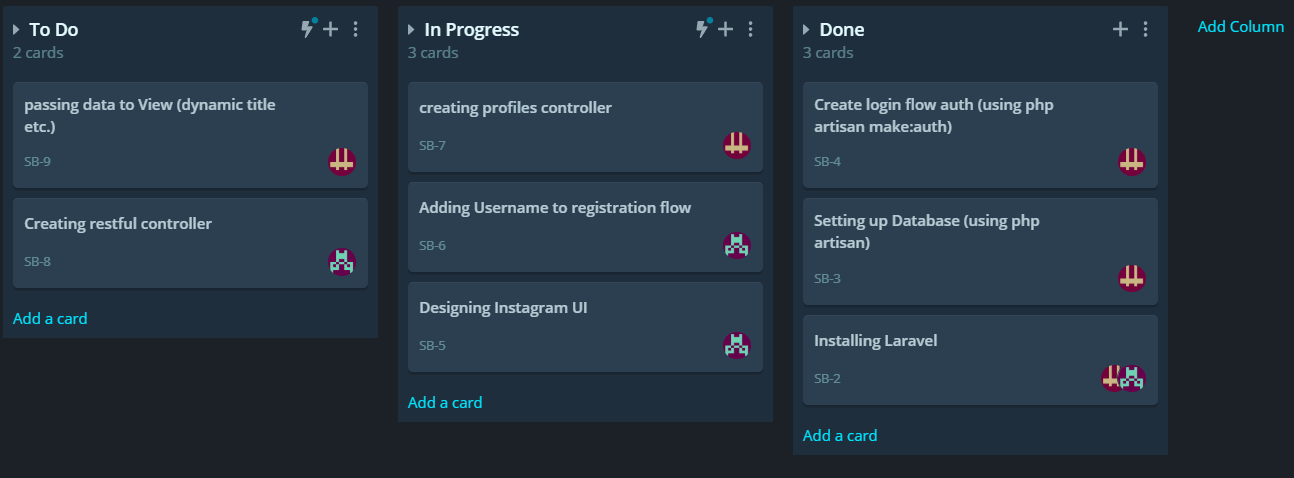 To Do
2 cards
passing data to View (dynamic title
etc.)
SB-9
Creating restful controller
SB-8
Add a card
In Progress
3 cards
creating profiles controller
SB-7
Adding Username to registration flow
SB-6
Designing Instagram UI
SB-5
Add a card
Done
3 cards
Create login flow auth (using php
artisan make:auth)
SB-4
Setting up Database (using php
artisan)
SB-3
Installing Laravel
SB-2
Add a card
Add Column